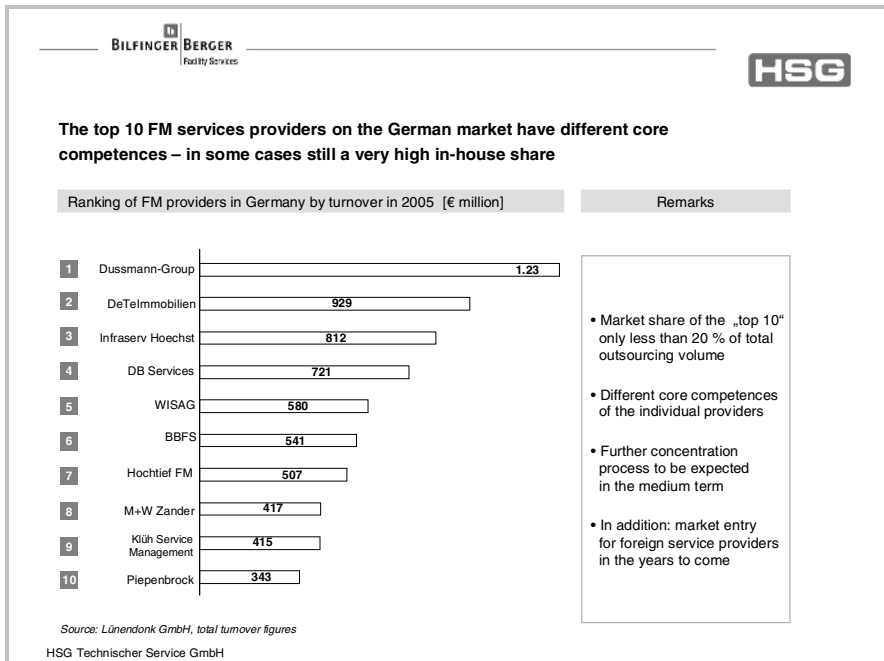 BILFINGER BERGER
Facility Services
HSG
The top 10 FM services providers on the German market have different core
competences – in some cases still a very high in-house share
Ranking of FM providers in Germany by turnover in 2005 [€ million]
Remarks
1 Dussmann-Group 1.23
2 DeTeImmobilien 929
3 Infraserv Hoechst 812
4 DB Services 721
5 WISAG 580
6 BBFS 541
7 Hochtief FM 507
8 M+W Zander 417
9 Klüh Service
Management 415
10 Piepenbrock 343
• Market share of the „top 10“
only less than 20 % of total
outsourcing volume
• Different core competences
of the individual providers
• Further concentration
process to be expected
in the medium term
• In addition: market entry
for foreign service providers
in the years to come
Source: Lünendonk GmbH, total turnover figures
HSG Technischer Service GmbH